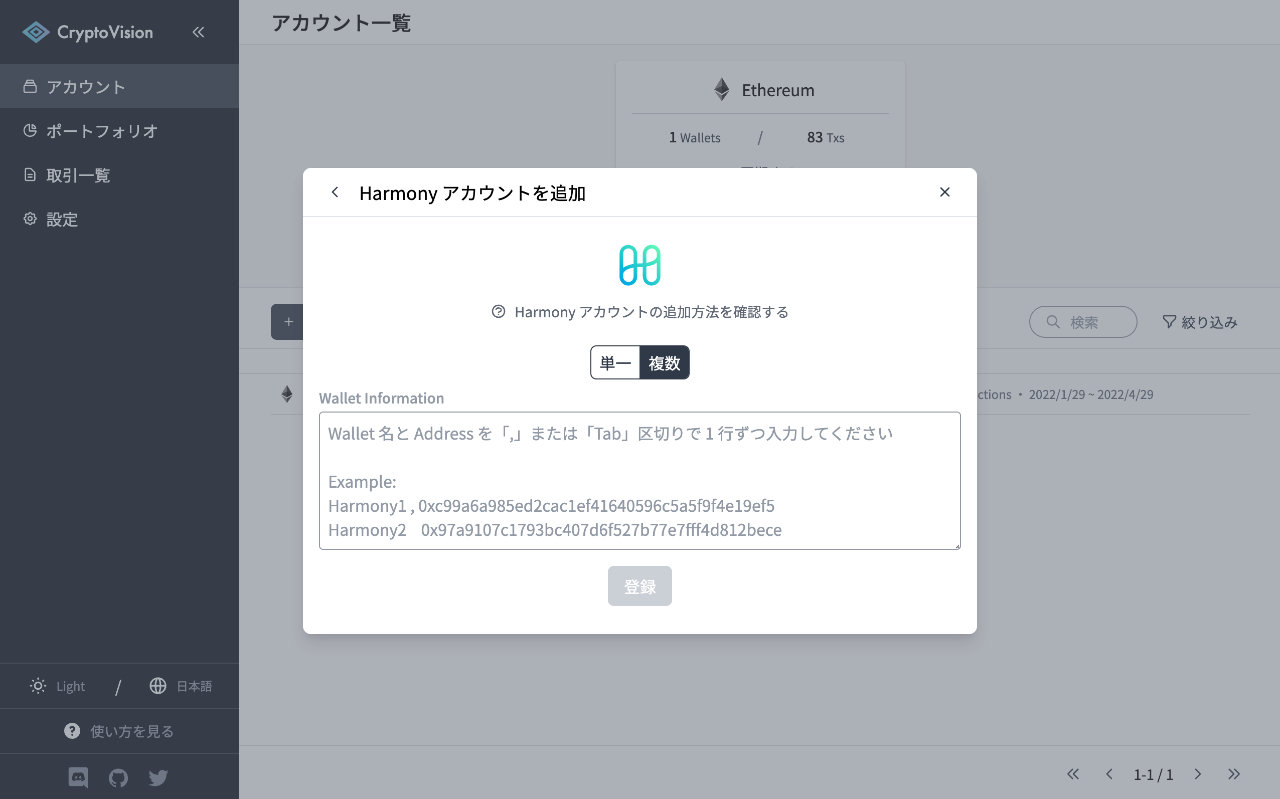 CryptoVision
アカウント
ポートフォリオ
取引一覧
設定
Light / 日本語
使い方を見る
アカウント一覧
Ethereum
1 Wallets / 83 Txs
Harmony アカウントを追加
Harmony アカウントの追加方法を確認する
単一 複数
Wallet Information
Wallet 名と Address を「,」または「Tab」区切りで 1 行ずつ入力してください
Example:
Harmony1 , 0xc99a6a985ed2cac1ef41640596c5a5f9f4e19ef5
Harmony2 0x97a9107c1793bc407d6f527b77e7fff4d812bece
登録
+
検索
絞り込み
ctions • 2022/1/29 ~ 2022/4/29
1-1 / 1